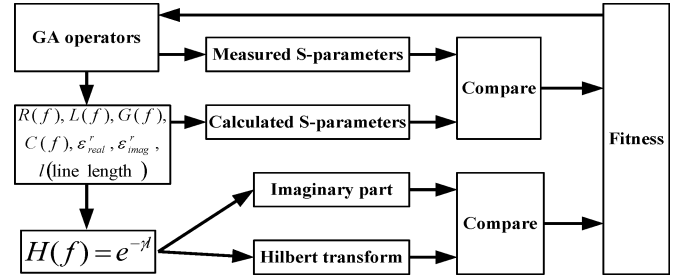 GA operators
Measured S-parameters
Compare
R(f), L(f), G(f),
C(f), ε^r_real, ε^r_imag,
l(line length )
Calculated S-parameters
Fitness
Imaginary part
Compare
H(f) = e^{-γl}
Hilbert transform